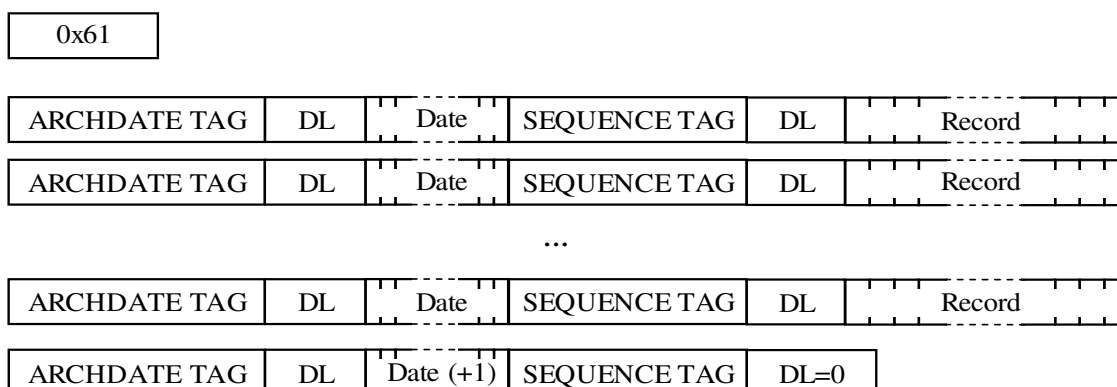 0x61
ARCHDATE TAG DL Date SEQUENCE TAG DL Record
ARCHDATE TAG DL Date SEQUENCE TAG DL Record
...
ARCHDATE TAG DL Date SEQUENCE TAG DL Record
ARCHDATE TAG DL Date (+1) SEQUENCE TAG DL=0